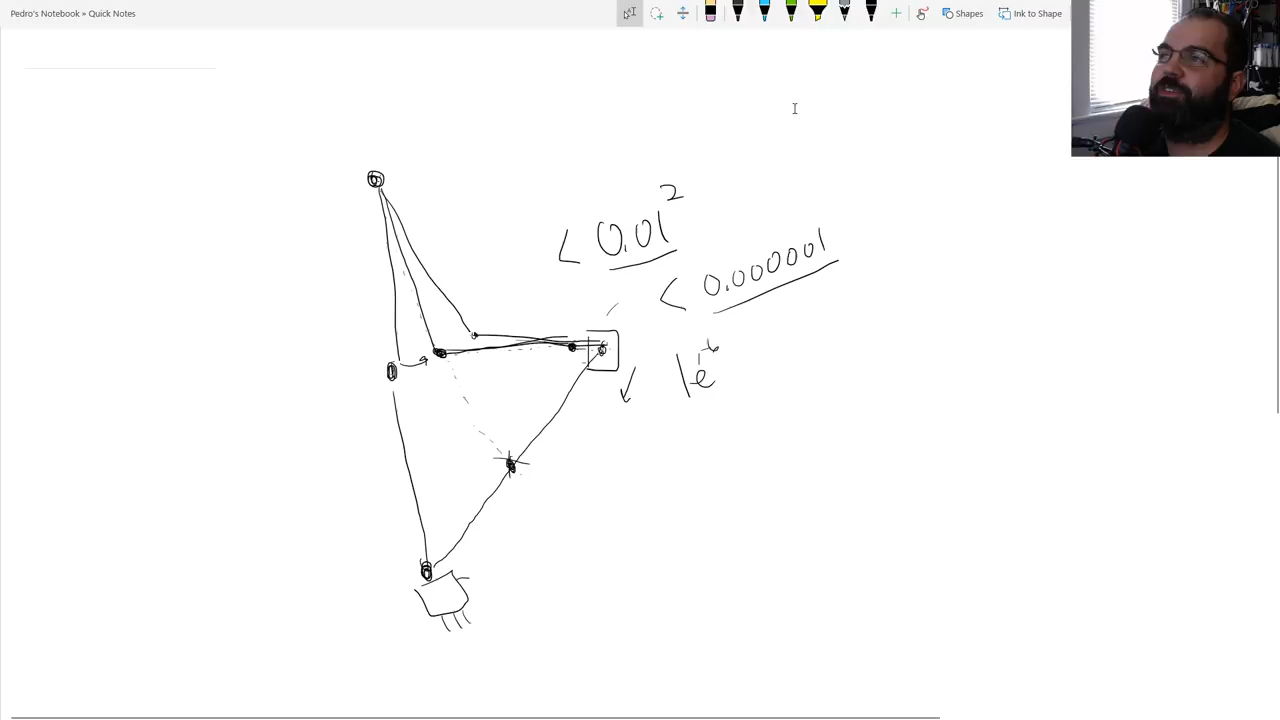 Pedro's Notebook » Quick Notes
Shapes
Ink to Shape
< 0.01²
< 0.000001
1e⁻⁶